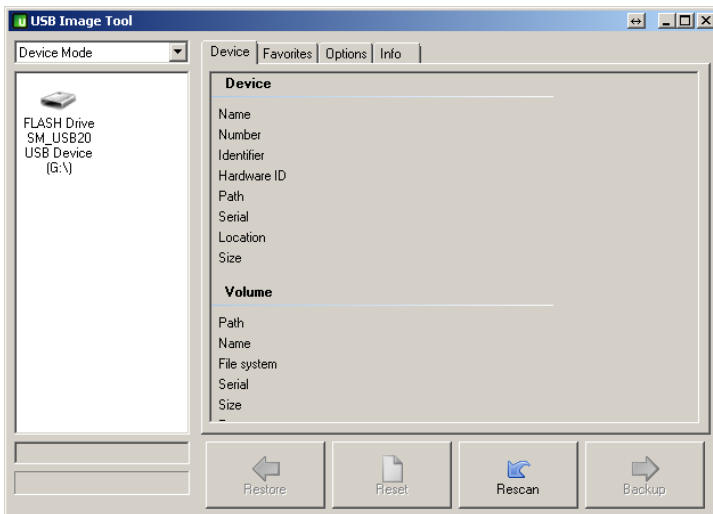 USB Image Tool
Device Mode
FLASH Drive
SM_USB20
USB Device
(G:\)
Device Favorites Options Info
Device
Name
Number
Identifier
Hardware ID
Path
Serial
Location
Size
Volume
Path
Name
File system
Serial
Size
Restore Reset Rescan Backup